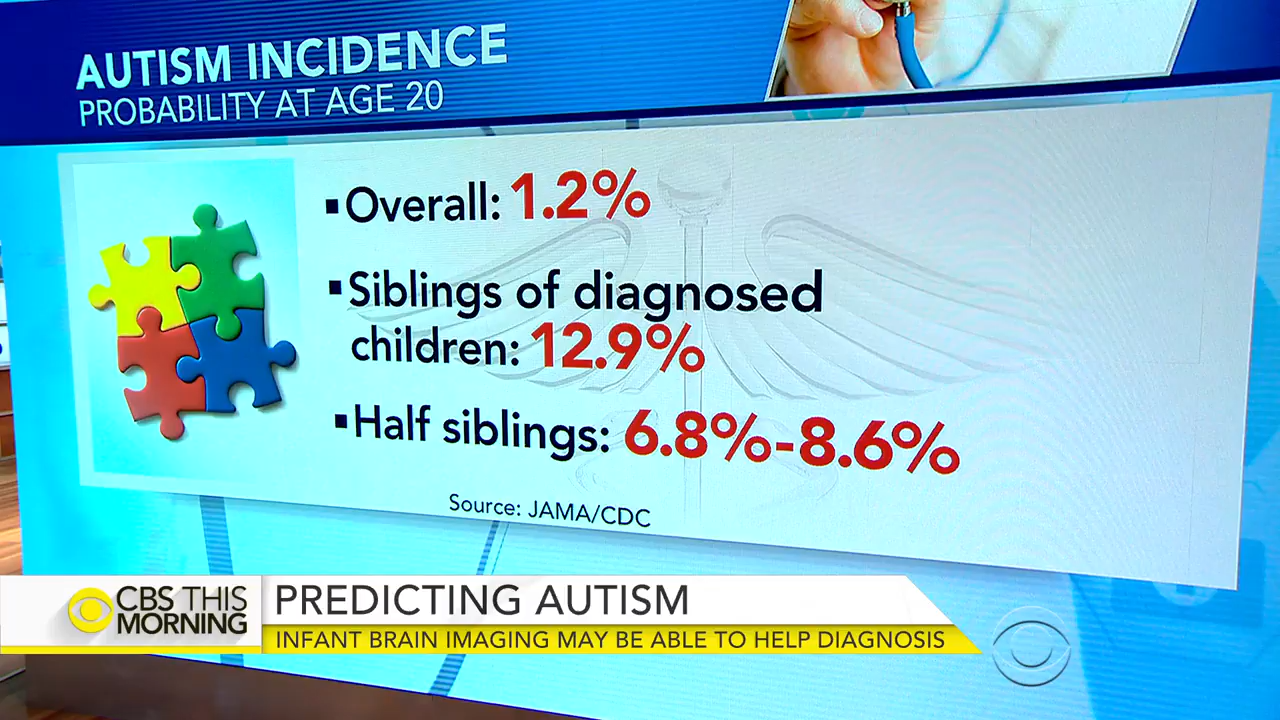 AUTISM INCIDENCE
PROBABILITY AT AGE 20
▪Overall: 1.2%
▪Siblings of diagnosed
children: 12.9%
▪Half siblings: 6.8%-8.6%
Source: JAMA/CDC
CBS THIS
MORNING
PREDICTING AUTISM
INFANT BRAIN IMAGING MAY BE ABLE TO HELP DIAGNOSIS